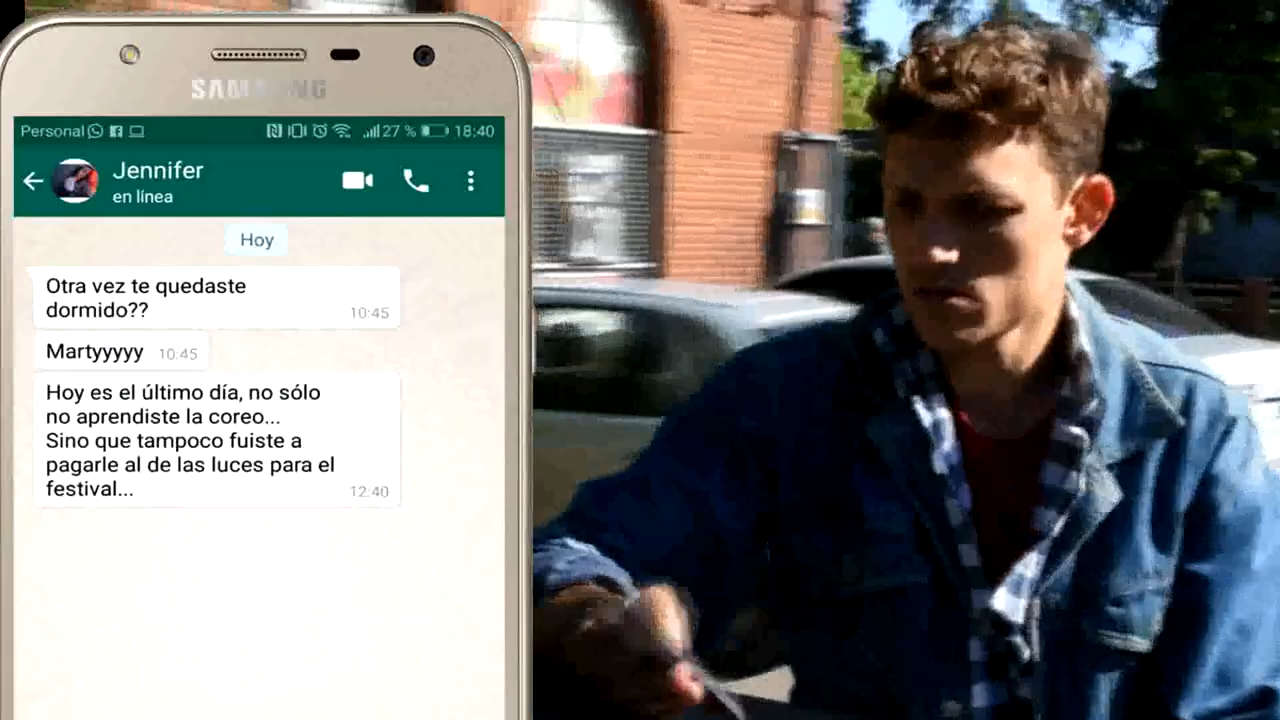 SAMSUNG
Personal 27 % 18:40
Jennifer
en línea
Hoy
Otra vez te quedaste
dormido??
10:45
Martyyyyy 10:45
Hoy es el último día, no sólo
no aprendiste la coreo...
Sino que tampoco fuiste a
pagarle al de las luces para el
festival...
12:40